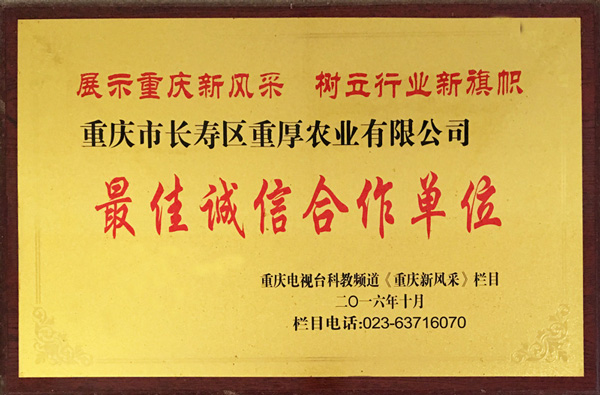 展示重庆新风采 树立行业新旗帜
重庆市长寿区重厚农业有限公司
最佳诚信合作单位
重庆电视台科教频道《重庆新风采》栏目
二〇一六年十月
栏目电话:023-63716070